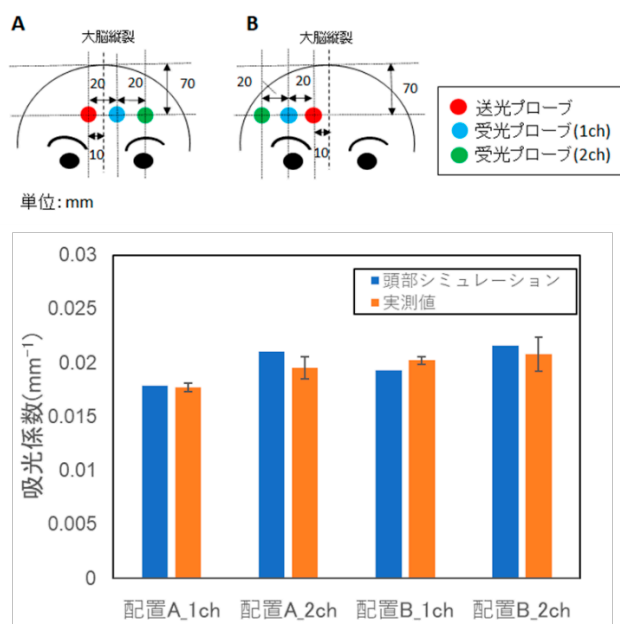 A
B
大脳縦裂
大脳縦裂
20
20
70
10
20
20
70
10
送光プローブ
受光プローブ(1ch)
受光プローブ(2ch)
単位: mm
吸光係数(mm⁻¹)
0.03
0.025
0.02
0.015
0.01
0.005
0
頭部シミュレーション
実測値
配置A_1ch
配置A_2ch
配置B_1ch
配置B_2ch